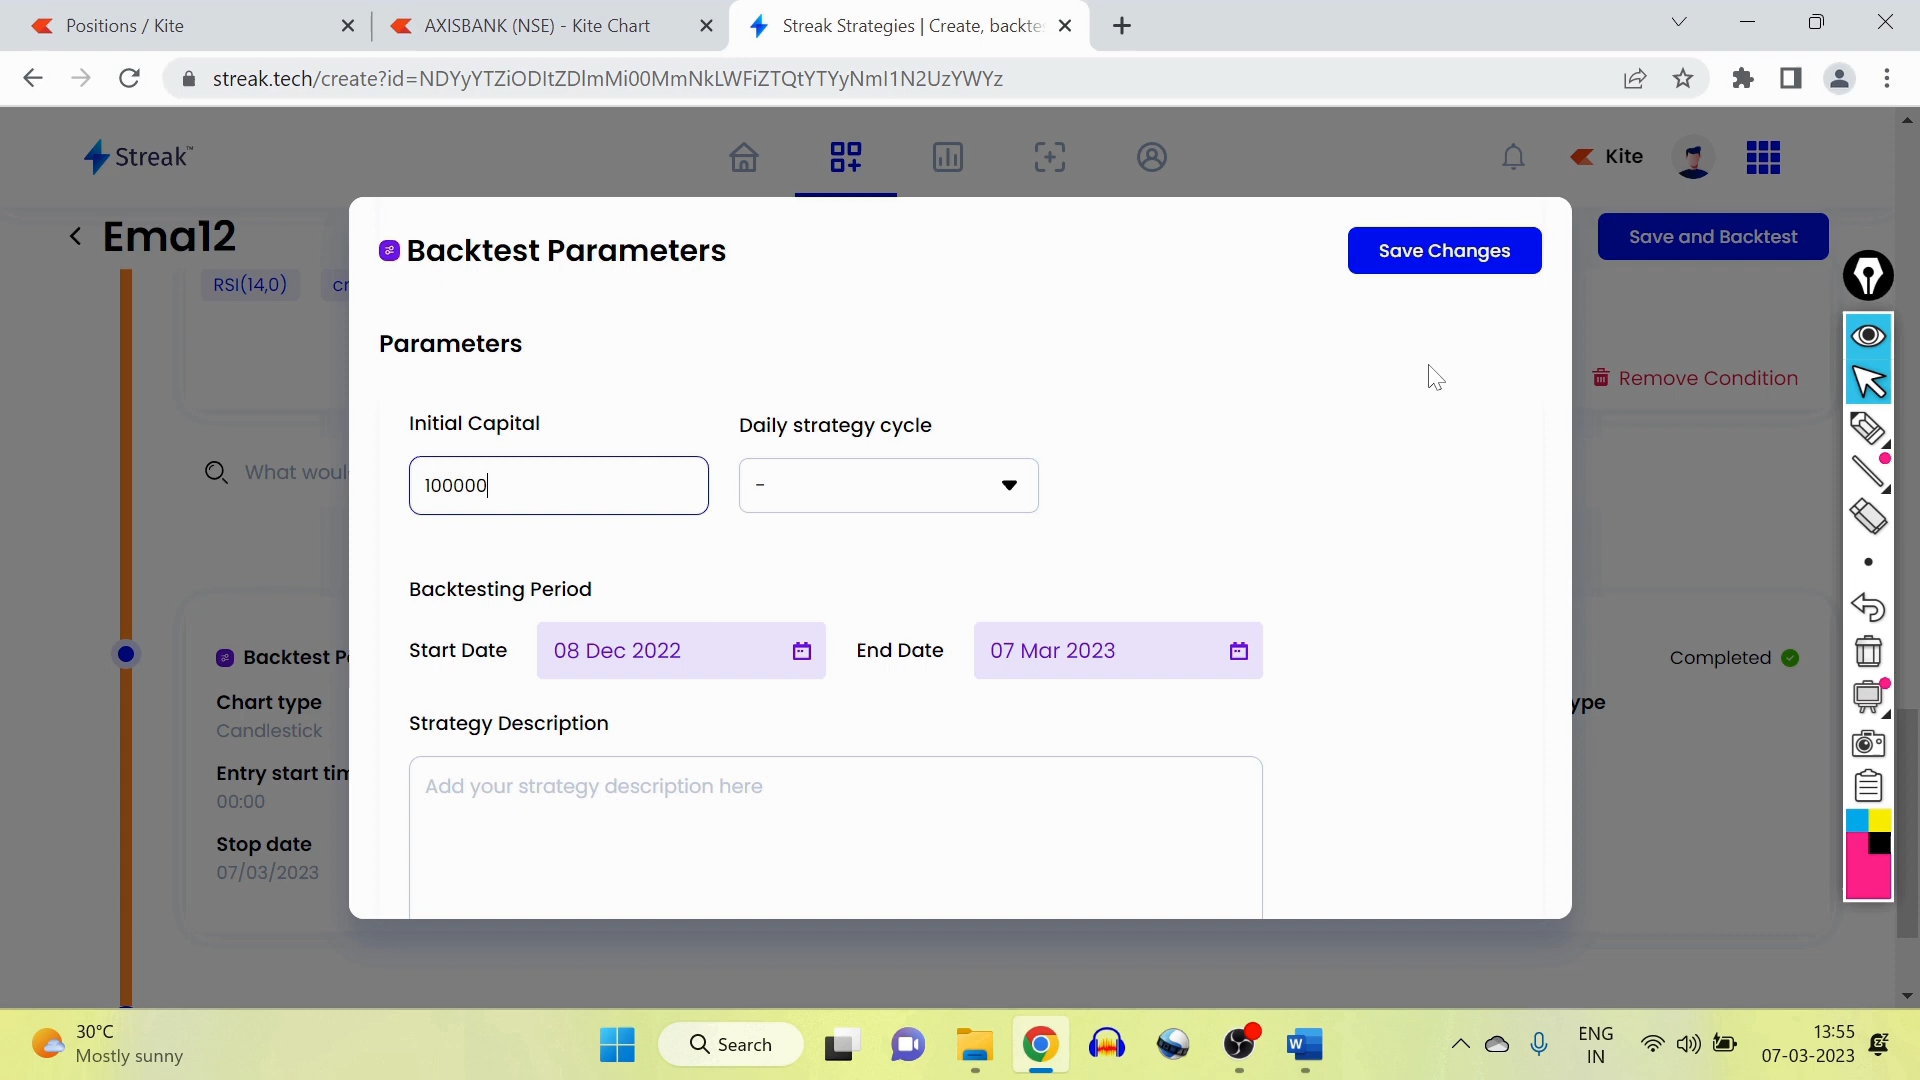 Positions / Kite
AXISBANK (NSE) - Kite Chart
Streak Strategies | Create, backtes
streak.tech/create?id=NDYyYTZiODItZDlmMi00MmNkLWFiZTQtYTYyNmI1N2UzYWYz
Streak™
Kite
Ema12
Save and Backtest
Backtest Parameters
Save Changes
RSI(14,0)
cr
Parameters
Remove Condition
Initial Capital
Daily strategy cycle
What woul
100000
-
Backtesting Period
Start Date
08 Dec 2022
End Date
07 Mar 2023
Backtest P
Completed
Chart type
ype
Candlestick
Strategy Description
Entry start tim
Add your strategy description here
00:00
Stop date
07/03/2023
30°C
Mostly sunny
Search
ENG
IN
13:55
07-03-2023